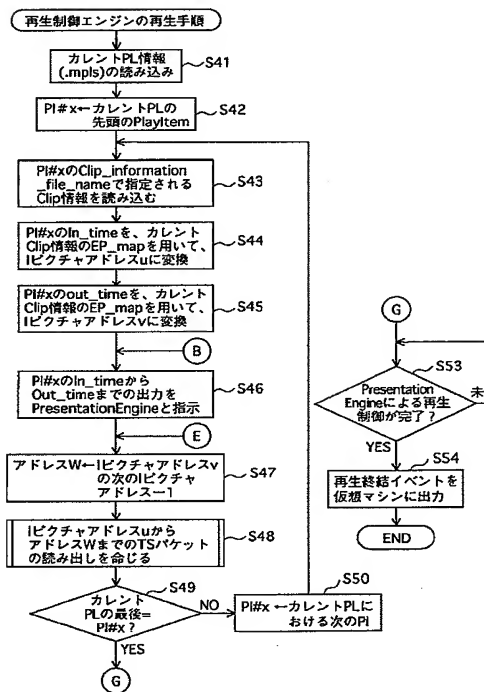 再生制御エンジンの再生手順
カレントPL情報
(.mpls)の読み込み
S41
PI#x←カレントPLの
先頭のPlayItem
S42
PI#xのClip_information
_file_nameで指定される
Clip情報を読み込む
S43
PI#xのIn_timeを、カレント
Clip情報のEP_mapを用いて、
Iピクチャアドレスuに変換
S44
PI#xのout_timeを、カレント
Clip情報のEP_mapを用いて、
Iピクチャアドレスvに変換
S45
B
PI#xのIn_timeから
Out_timeまでの出力を
PresentationEngineと指示
S46
E
アドレスW←Iピクチャアドレスv
の次のIピクチャ
アドレスー1
S47
Iピクチャアドレスuから
アドレスWまでのTSパケット
の読み出しを命じる
S48
S49
カレント
PLの最後=
PI#x?
NO
YES
S50
PI#x←カレントPLに
おける次のPI
G
G
S53
Presentation
Engineによる再生
制御が完了?
未
YES
S54
再生終結イベントを
仮想マシンに出力
END